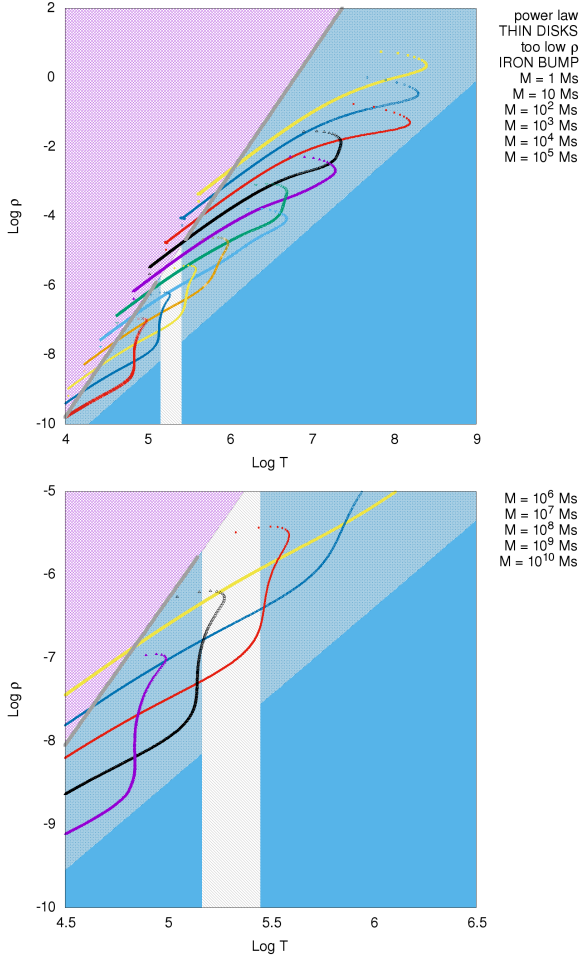 power law
THIN DISKS
too low ρ
IRON BUMP
M = 1 Ms
M = 10 Ms
M = 10² Ms
M = 10³ Ms
M = 10⁴ Ms
M = 10⁵ Ms
2
0
-2
-4
-6
-8
-10
Log ρ
4 5 6 7 8 9
Log T
M = 10⁶ Ms
M = 10⁷ Ms
M = 10⁸ Ms
M = 10⁹ Ms
M = 10¹⁰ Ms
-5
-6
-7
-8
-9
-10
Log ρ
4.5 5 5.5 6 6.5
Log T